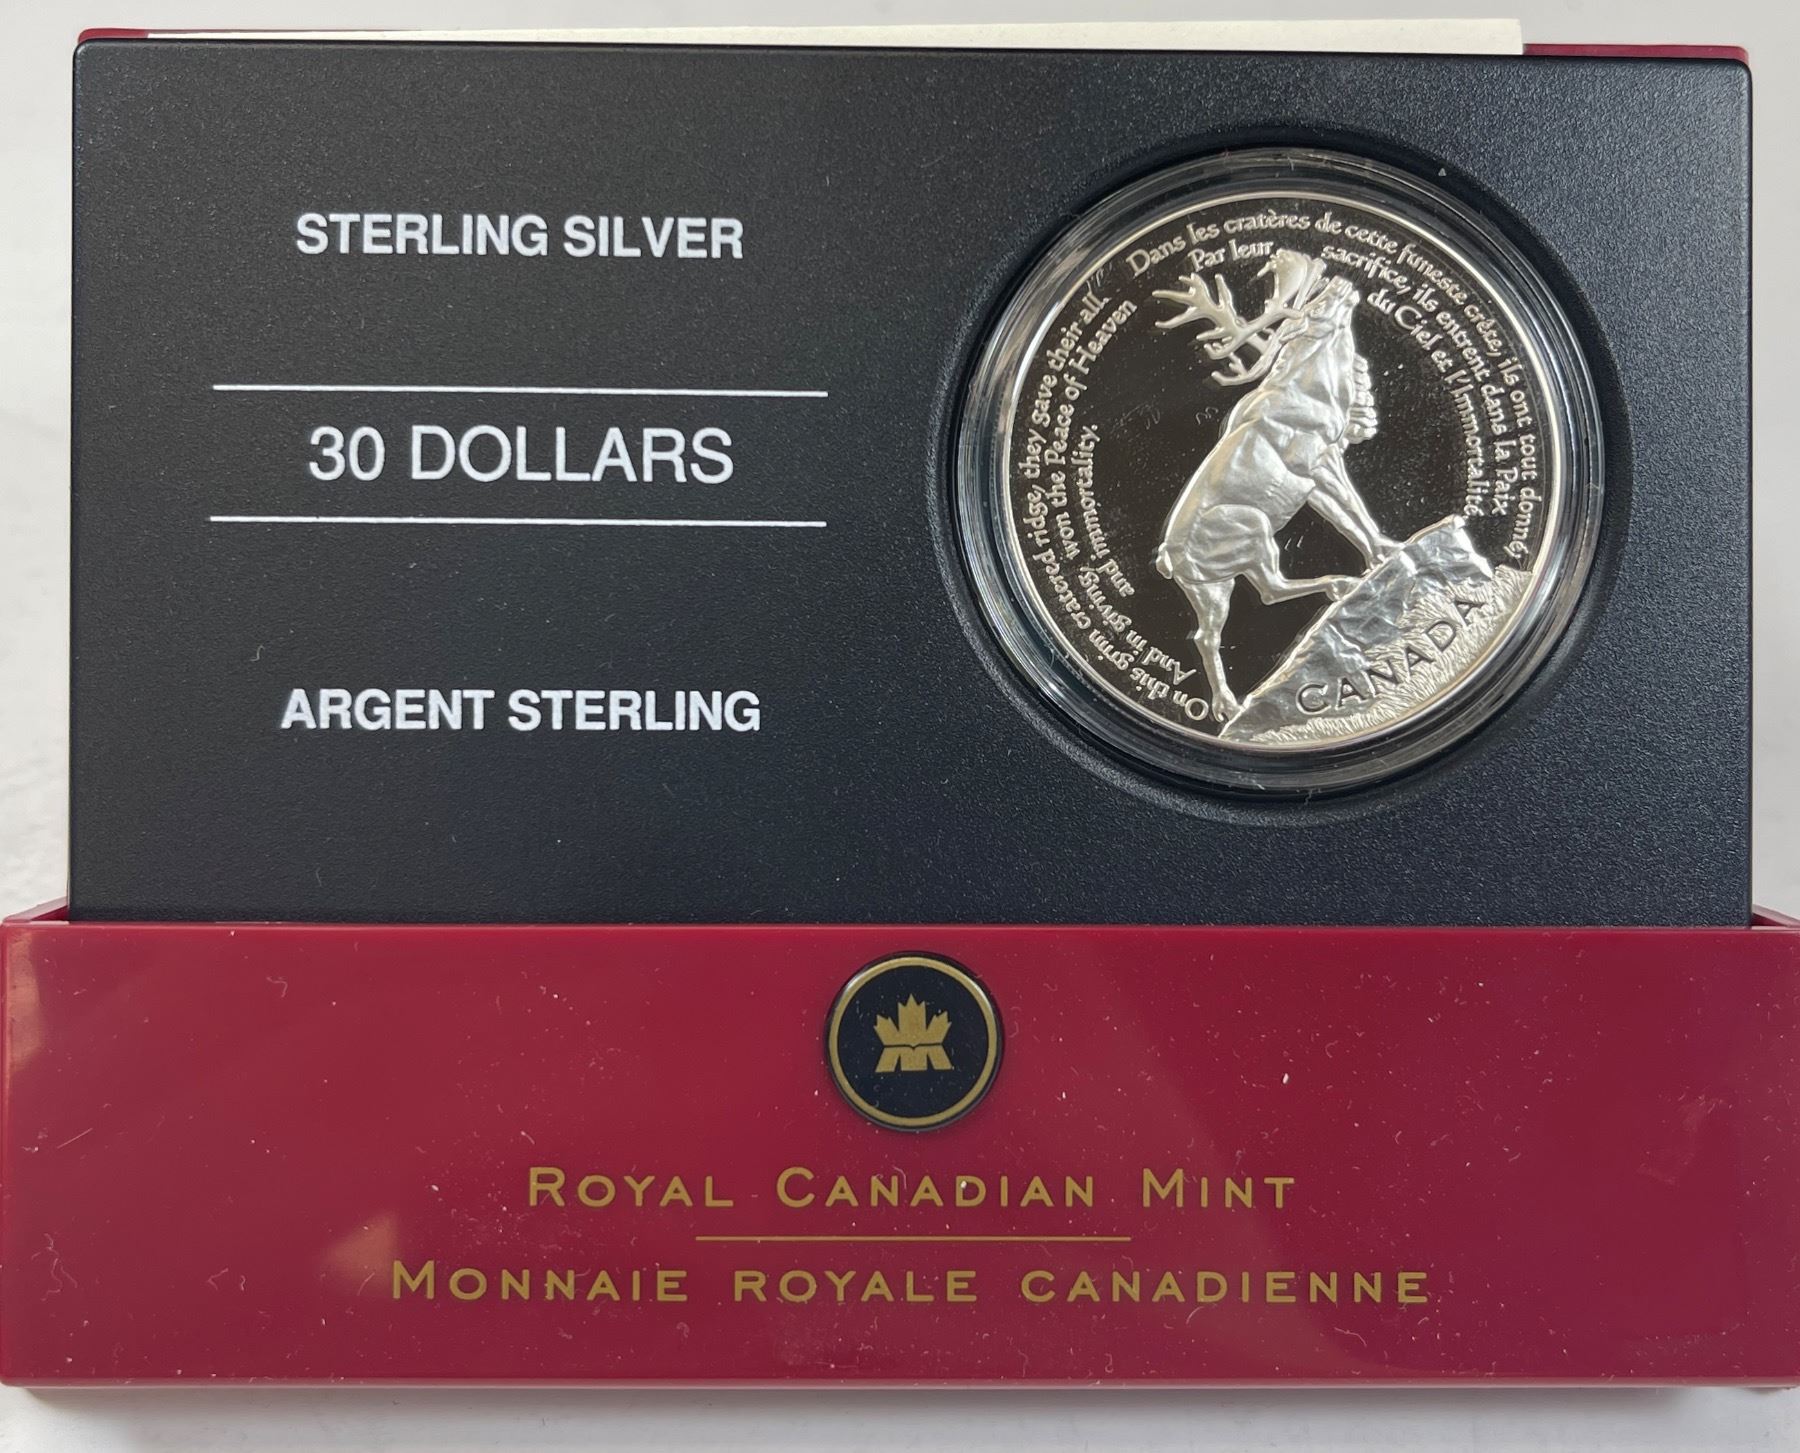 STERLING SILVER
30 DOLLARS
ARGENT STERLING
Dans les cratères de cette funeste crête, ils ont tout donné,
Par leur sacrifice, ils entrent dans la Paix
du Ciel et l'Immortalité
On this grim cratered ridge, they gave their all.
And in giving, won the Peace of Heaven
and immortality.
CANADA
ROYAL CANADIAN MINT
MONNAIE ROYALE CANADIENNE